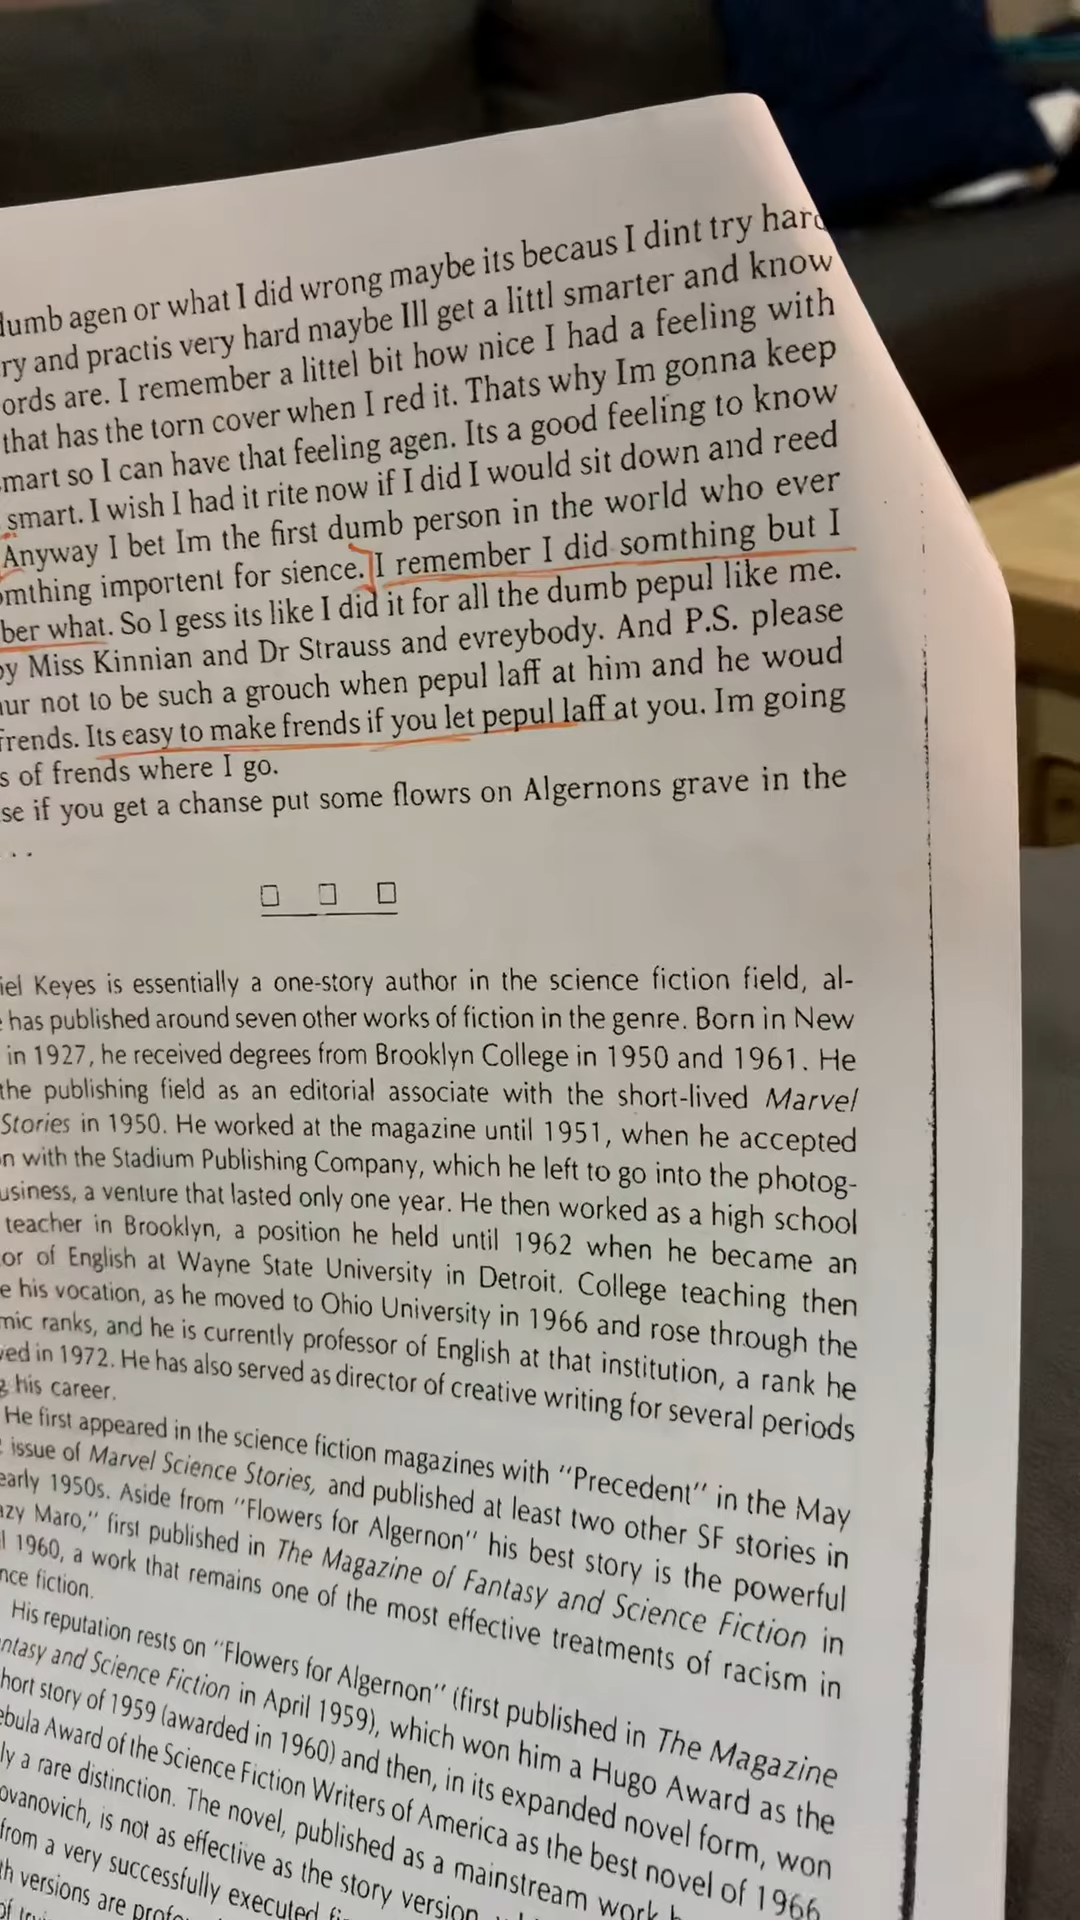 dumb agen or what I did wrong maybe its becaus I dint try hard
ry and practis very hard maybe Ill get a littl smarter and know
ords are. I remember a littel bit how nice I had a feeling with
that has the torn cover when I red it. Thats why Im gonna keep
mart so I can have that feeling agen. Its a good feeling to know
smart. I wish I had it rite now if I did I would sit down and reed
Anyway I bet Im the first dumb person in the world who ever
omthing importent for sience. I remember I did somthing but I
ber what. So I gess its like I did it for all the dumb pepul like me.
by Miss Kinnian and Dr Strauss and evreybody. And P.S. please
ur not to be such a grouch when pepul laff at him and he woud
frends. Its easy to make frends if you let pepul laff at you. Im going
s of frends where I go.
se if you get a chanse put some flowrs on Algernons grave in the
. .
iel Keyes is essentially a one-story author in the science fiction field, al-
has published around seven other works of fiction in the genre. Born in New
in 1927, he received degrees from Brooklyn College in 1950 and 1961. He
the publishing field as an editorial associate with the short-lived Marvel
Stories in 1950. He worked at the magazine until 1951, when he accepted
n with the Stadium Publishing Company, which he left to go into the photog-
usiness, a venture that lasted only one year. He then worked as a high school
teacher in Brooklyn, a position he held until 1962 when he became an
or of English at Wayne State University in Detroit. College teaching then
e his vocation, as he moved to Ohio University in 1966 and rose through the
mic ranks, and he is currently professor of English at that institution, a rank he
ved in 1972. He has also served as director of creative writing for several periods
g his career.
He first appeared in the science fiction magazines with "Precedent" in the May
issue of Marvel Science Stories, and published at least two other SF stories in
early 1950s. Aside from "Flowers for Algernon" his best story is the powerful
azy Maro," first published in The Magazine of Fantasy and Science Fiction in
l 1960, a work that remains one of the most effective treatments of racism in
nce fiction.
His reputation rests on "Flowers for Algernon" (first published in The Magazine
ntasy and Science Fiction in April 1959), which won him a Hugo Award as the
hort story of 1959 (awarded in 1960) and then, in its expanded novel form, won
ebula Award of the Science Fiction Writers of America as the best novel of 1966
ly a rare distinction. The novel, published as a mainstream work
ovanovich, is not as effective as the story version
from a very successfully executed
th versions are